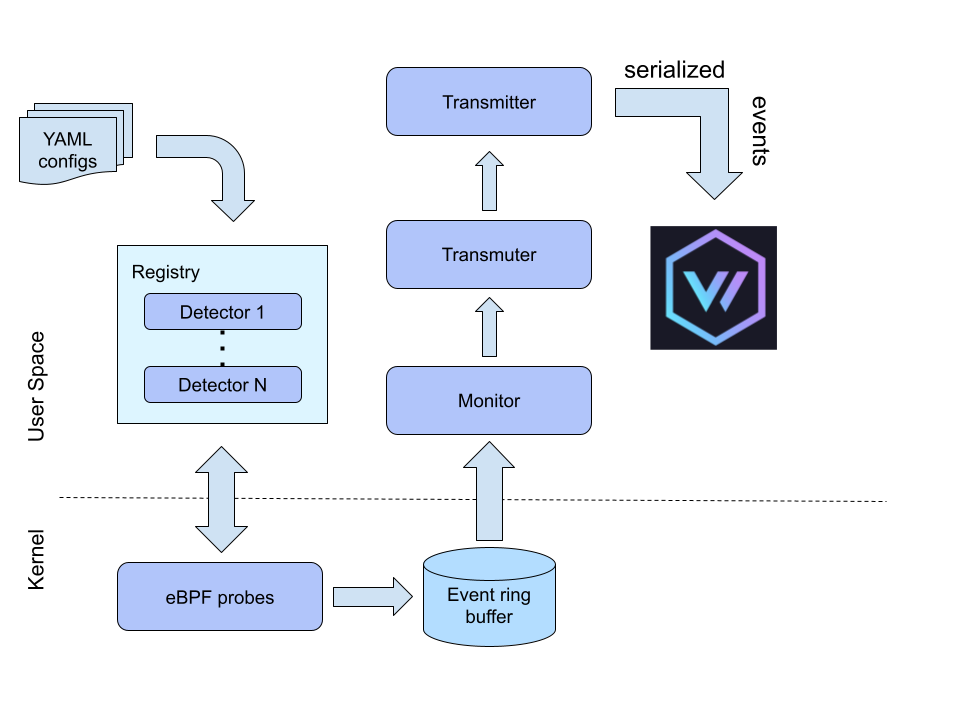 serialized
events
Transmitter
YAML
configs
Transmuter
Registry
Detector 1
Detector N
Monitor
User Space
Kernel
eBPF probes
Event ring
buffer